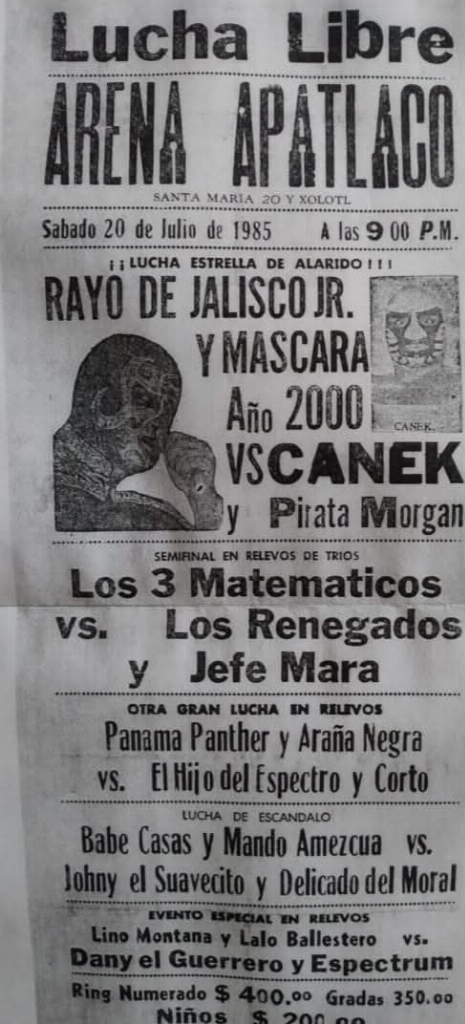 Lucha Libre
ARENA APATLACO
SANTA MARIA 20 Y XOLOTL
Sabado 20 de Julio de 1985 A las 9 00 P.M.
¡¡LUCHA ESTRELLA DE ALARIDO!!!
RAYO DE JALISCO JR.
Y MASCARA
Año 2000
CANEK.
VS CANEK
y Pirata Morgan
SEMIFINAL EN RELEVOS DE TRIOS
Los 3 Matematicos
vs. Los Renegados
y Jefe Mara
OTRA GRAN LUCHA EN RELEVOS
Panama Panther y Araña Negra
vs. El Hijo del Espectro y Corto
LUCHA DE ESCANDALO
Babe Casas y Mando Amezcua vs.
Johny el Suavecito y Delicado del Moral
EVENTO ESPECIAL EN RELEVOS
Lino Montana y Lalo Ballestero vs.
Dany el Guerrero y Espectrum
Ring Numerado $ 400.00 Gradas 350.00
Niños $ 200.00